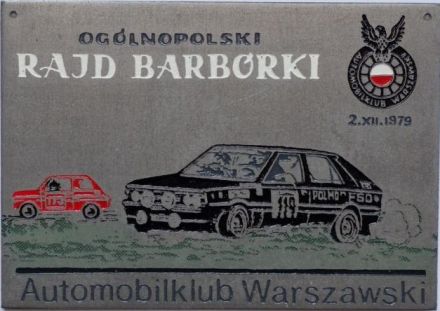 OGÓLNOPOLSKI
RAJD BARBÓRKI
AUTOMOBILKLUB WARSZAWSKI
2.XII.1979
119
POLMO FSO
Automobilklub Warszawski